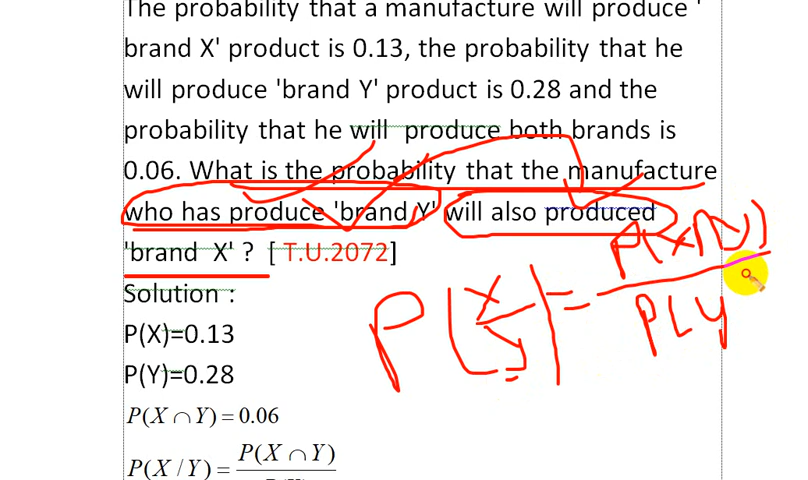 The probability that a manufacture will produce '
brand X' product is 0.13, the probability that he
will produce 'brand Y' product is 0.28 and the
probability that he will produce both brands is
0.06. What is the probability that the manufacture
who has produce 'brand Y' will also produced
'brand X' ? [ T.U.2072]
Solution :
P(X)=0.13
P(Y)=0.28
P(X ∩ Y) = 0.06
P(X / Y) = P(X ∩ Y)
P(X/Y) = P(X∩Y)
P(Y